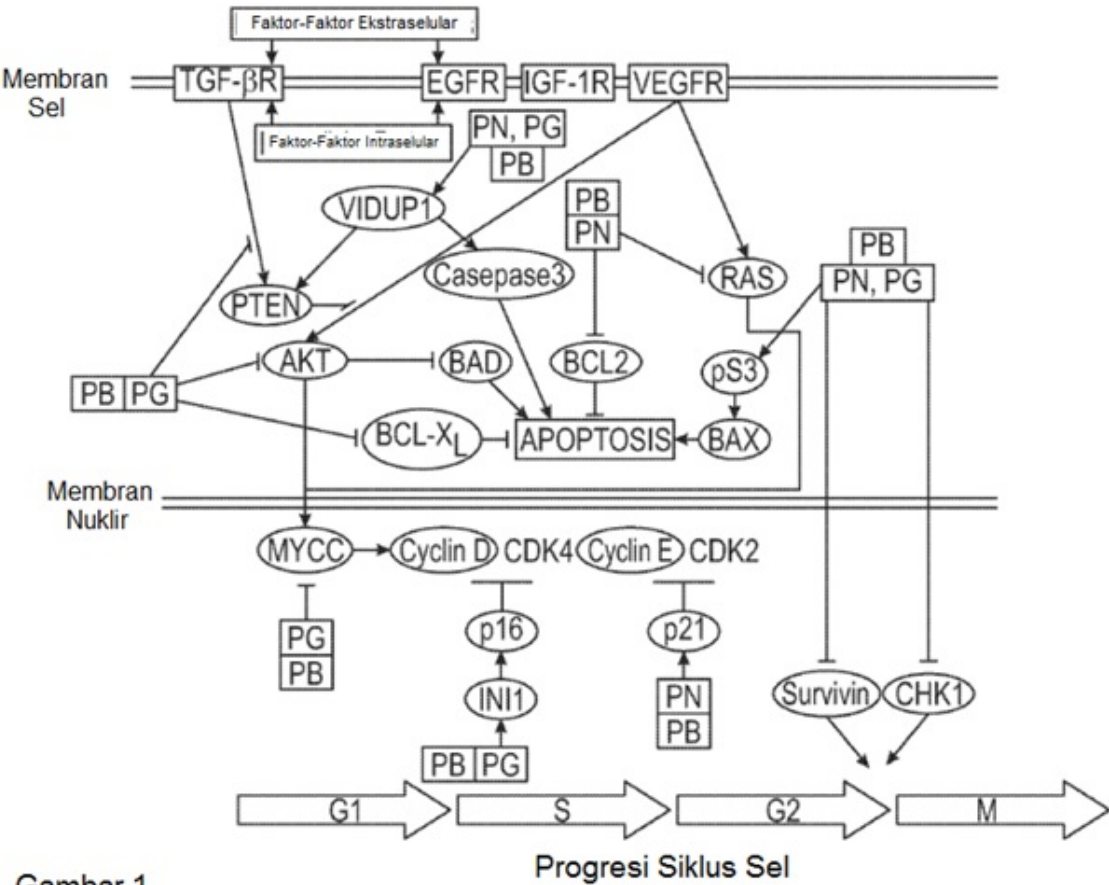 Faktor-Faktor Ekstraselular
Membran
Sel
TGF-βR
EGFR
IGF-1R
VEGFR
Faktor-Faktor Intraselular
PN, PG
PB
VIDUP1
PB
PN
Casepase3
RAS
PB
PN, PG
PTEN
AKT
BAD
BCL2
pS3
PB PG
BCL-XL
APOPTOSIS
BAX
Membran
Nuklir
MYCC
Cyclin D CDK4
Cyclin E CDK2
PG
PB
p16
p21
INI1
PN
PB
Survivin
CHK1
PB PG
G1
S
G2
M
Progresi Siklus Sel
Gambar 1